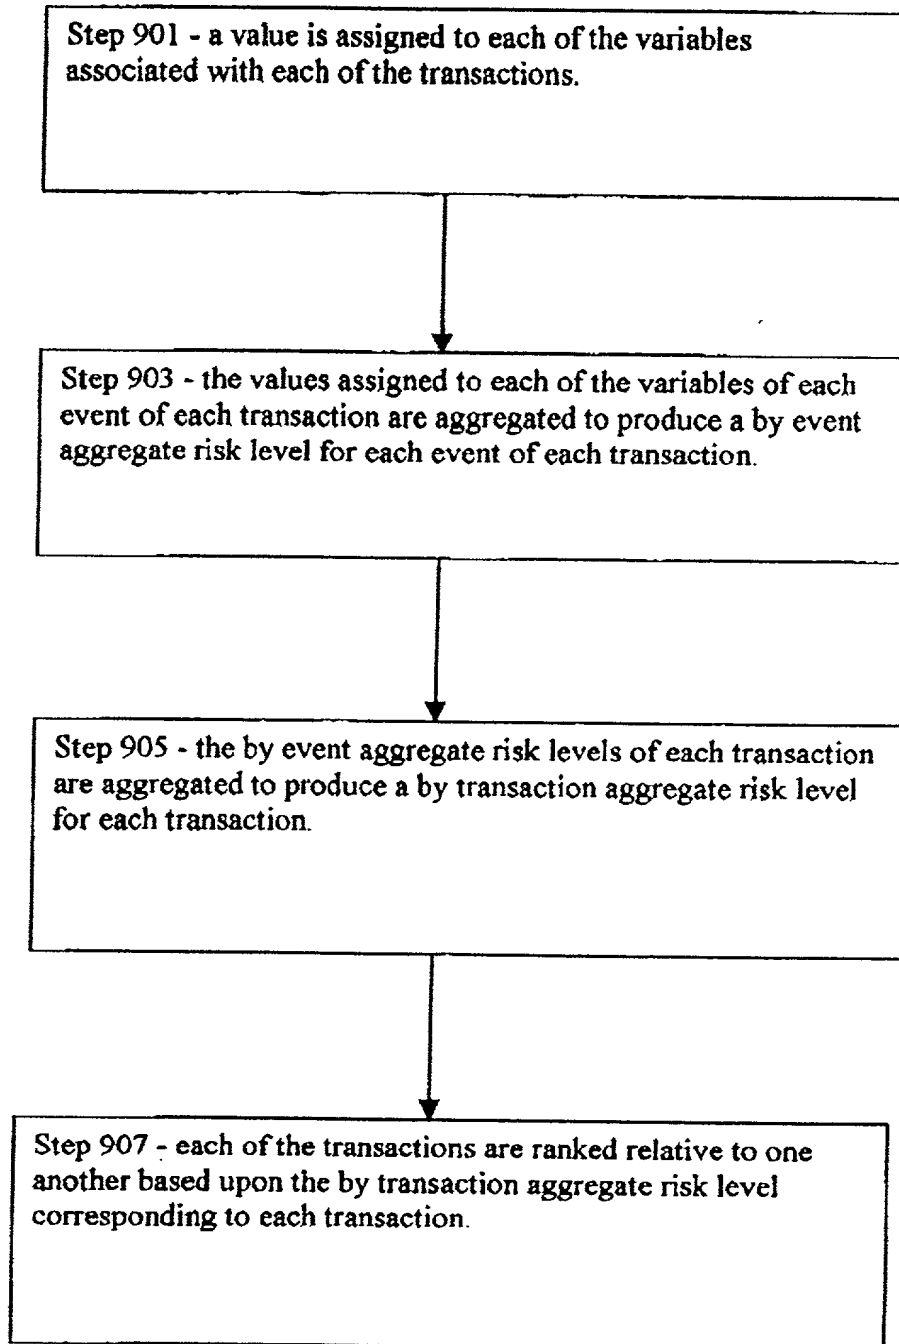 Step 901 - a value is assigned to each of the variables
associated with each of the transactions.
Step 903 - the values assigned to each of the variables of each
event of each transaction are aggregated to produce a by event
aggregate risk level for each event of each transaction.
Step 905 - the by event aggregate risk levels of each transaction
are aggregated to produce a by transaction aggregate risk level
for each transaction.
Step 907 - each of the transactions are ranked relative to one
another based upon the by transaction aggregate risk level
corresponding to each transaction.